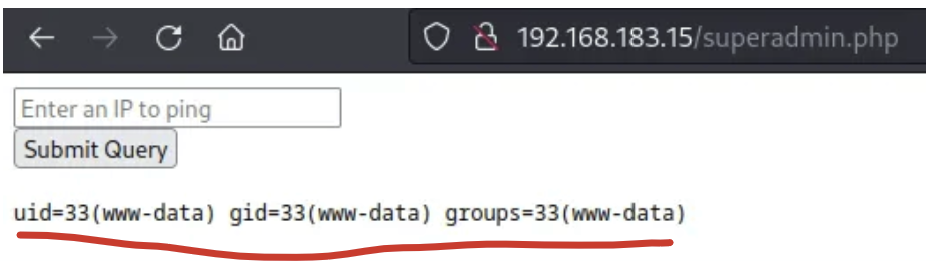 192.168.183.15/superadmin.php
Enter an IP to ping
Submit Query
uid=33(www-data) gid=33(www-data) groups=33(www-data)